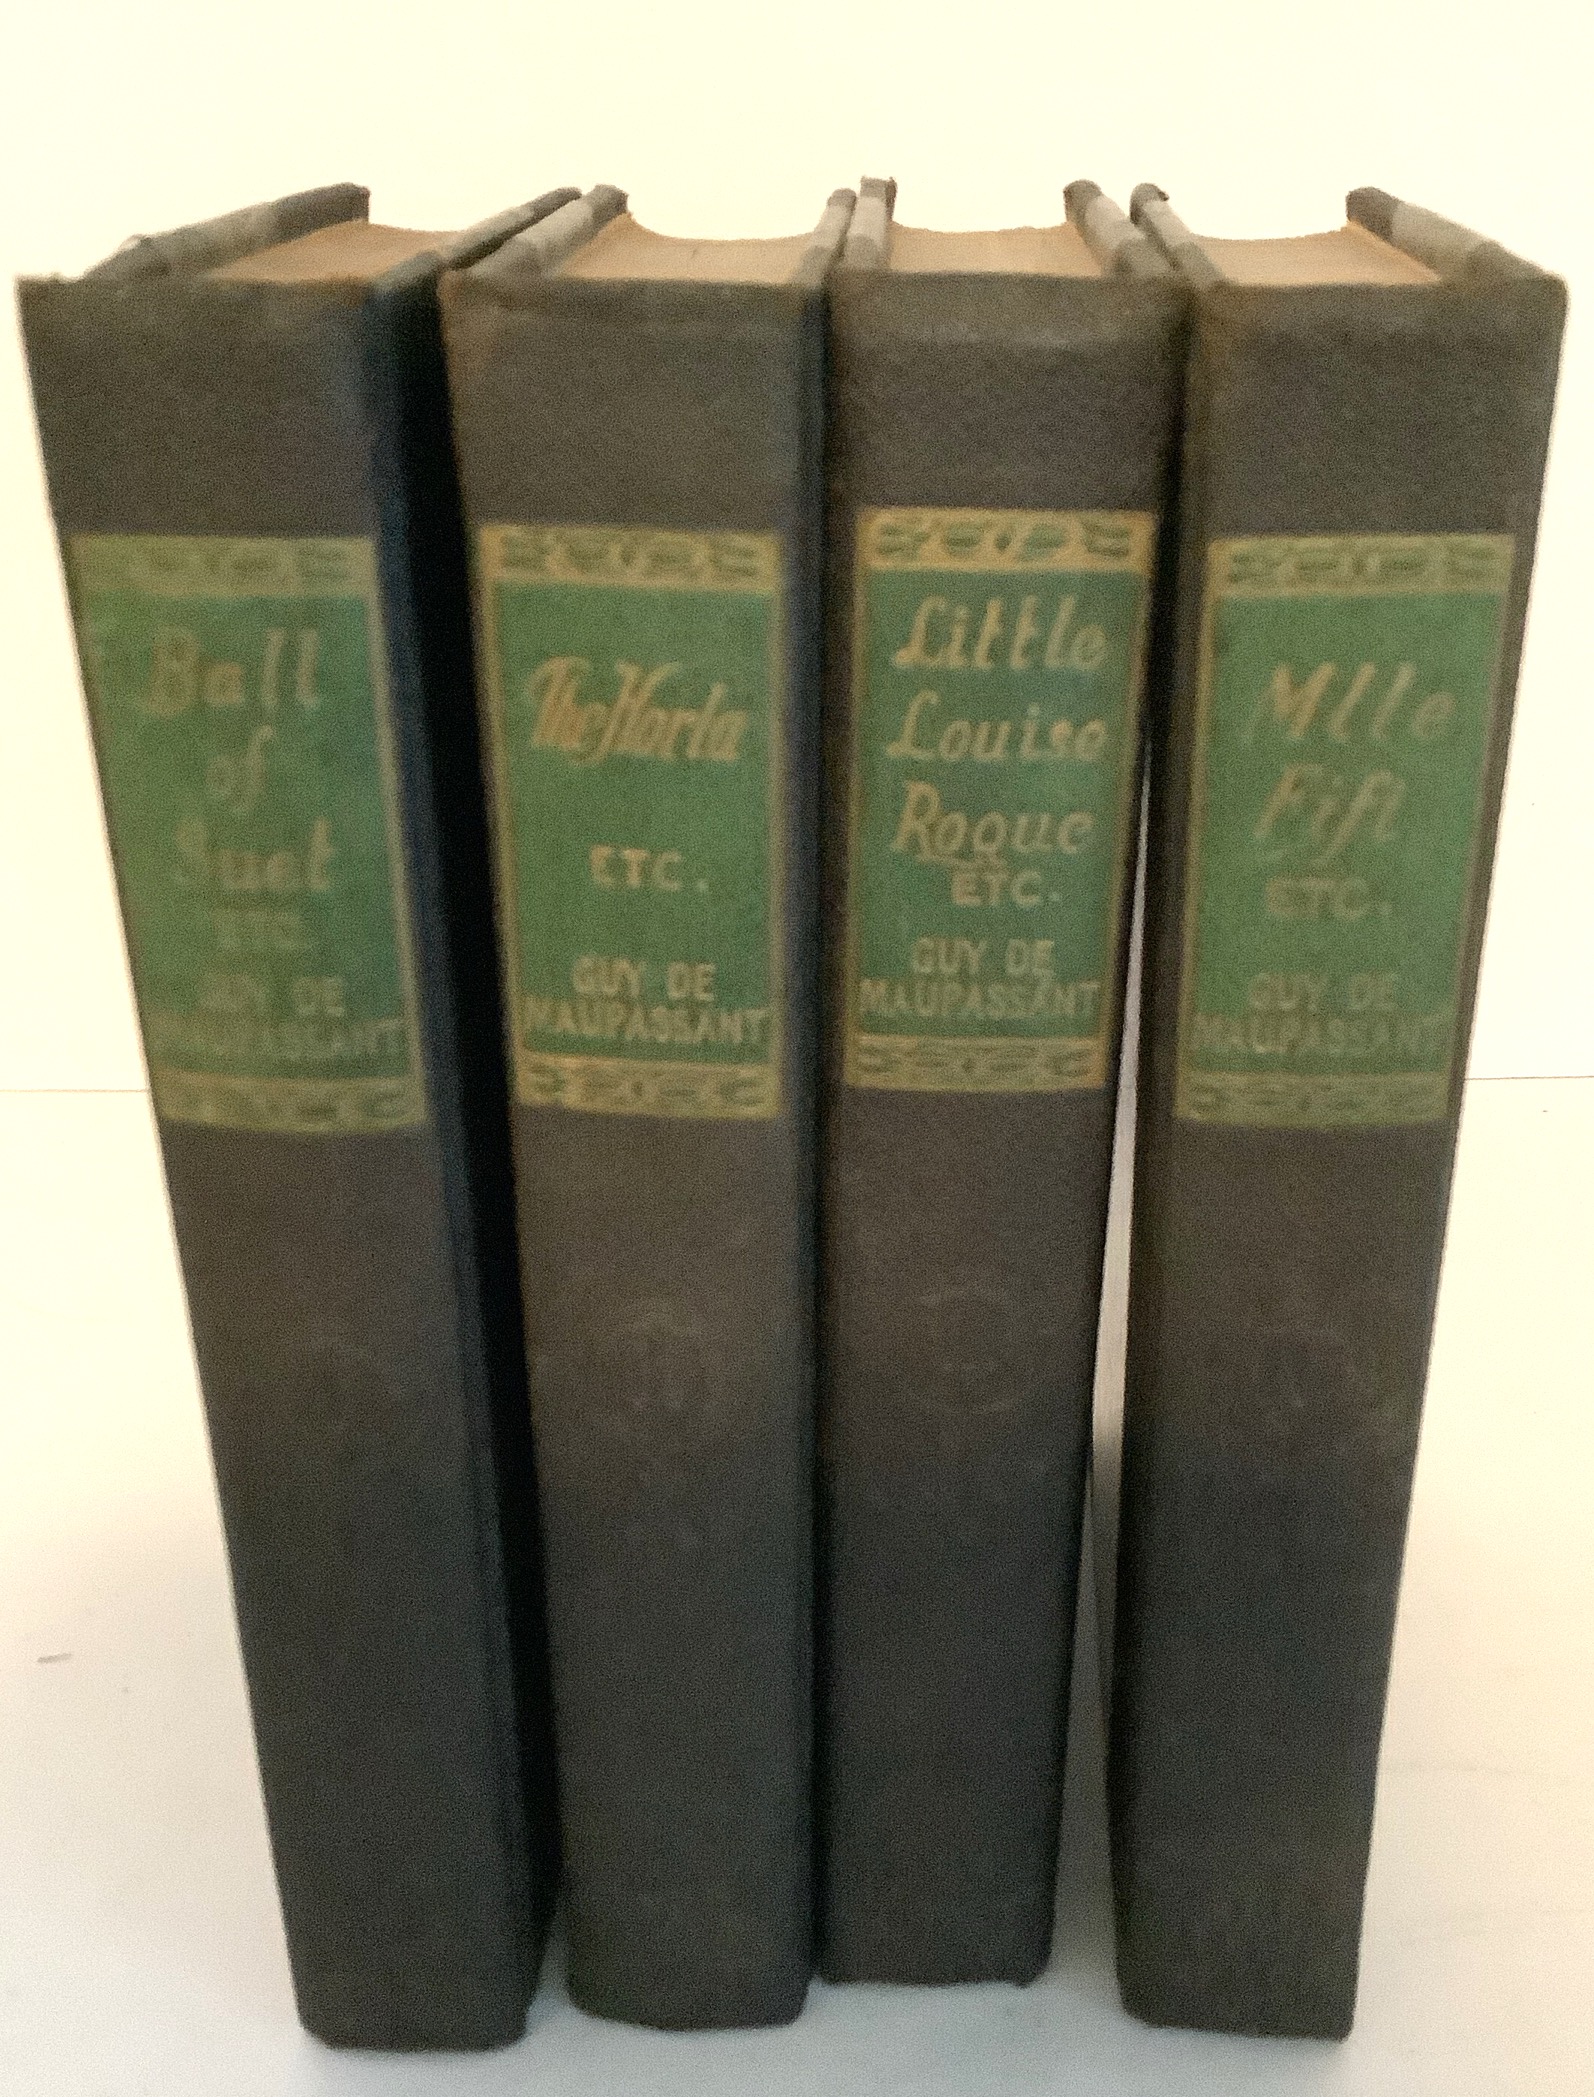 Ball
of
Suet
ETC
GUY DE
MAUPASSANT
The Horla
ETC.
GUY DE
MAUPASSANT
Little
Louise
Roque
ETC.
GUY DE
MAUPASSANT
Mlle
Fifi
ETC.
GUY DE
MAUPASSANT